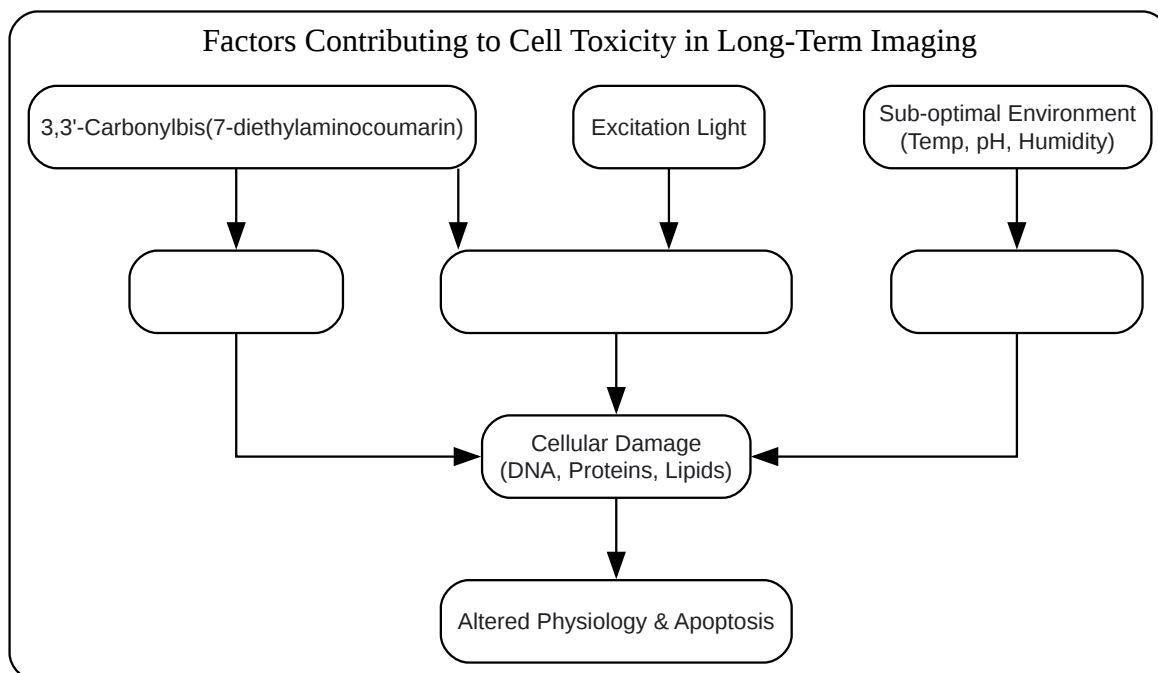 Factors Contributing to Cell Toxicity in Long-Term Imaging
3,3'-Carbonylbis(7-diethylaminocoumarin)
Excitation Light
Sub-optimal Environment
(Temp, pH, Humidity)
Cellular Damage
(DNA, Proteins, Lipids)
Altered Physiology & Apoptosis